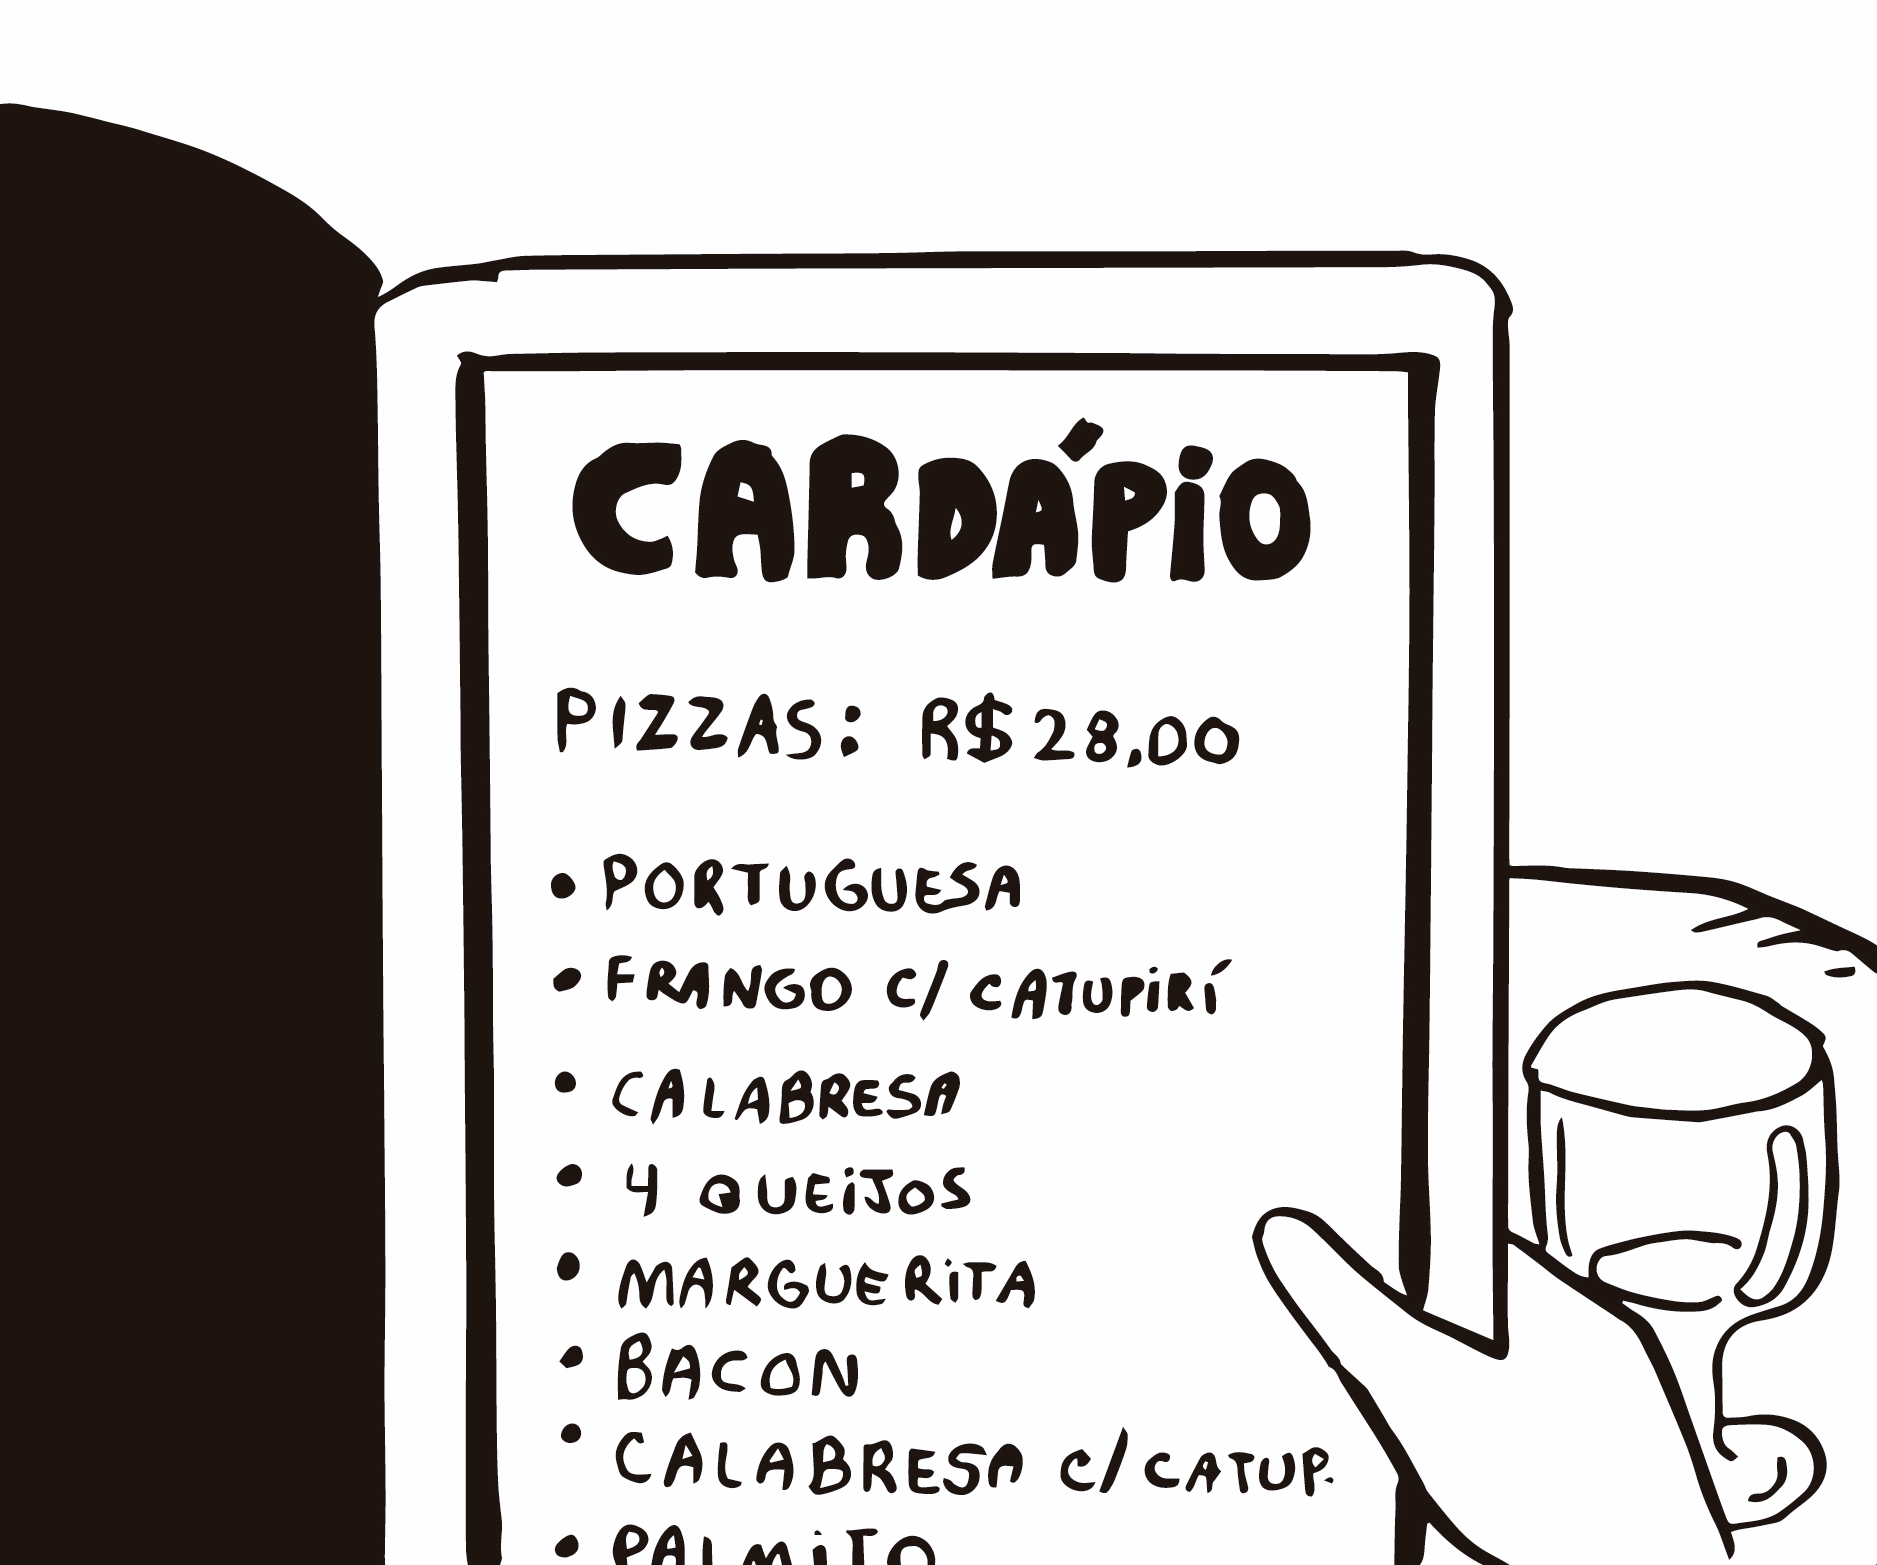 CARDÁPIO
PIZZAS: R$28,00
• PORTUGUESA
• FRANGO C/ CATUPIRÍ
• CALABRESA
• 4 QUEIJOS
• MARGUERITA
• BACON
• CALABRESA C/CATUP.
• PALMITO